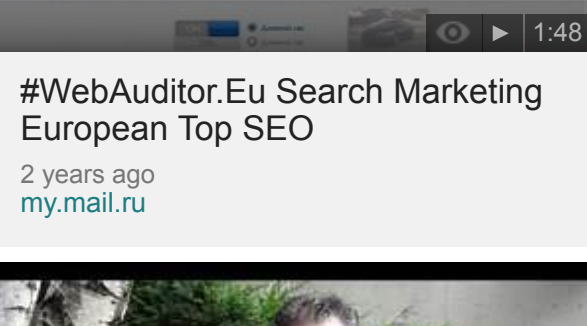 1:48
#WebAuditor.Eu Search Marketing
European Top SEO
2 years ago
my.mail.ru